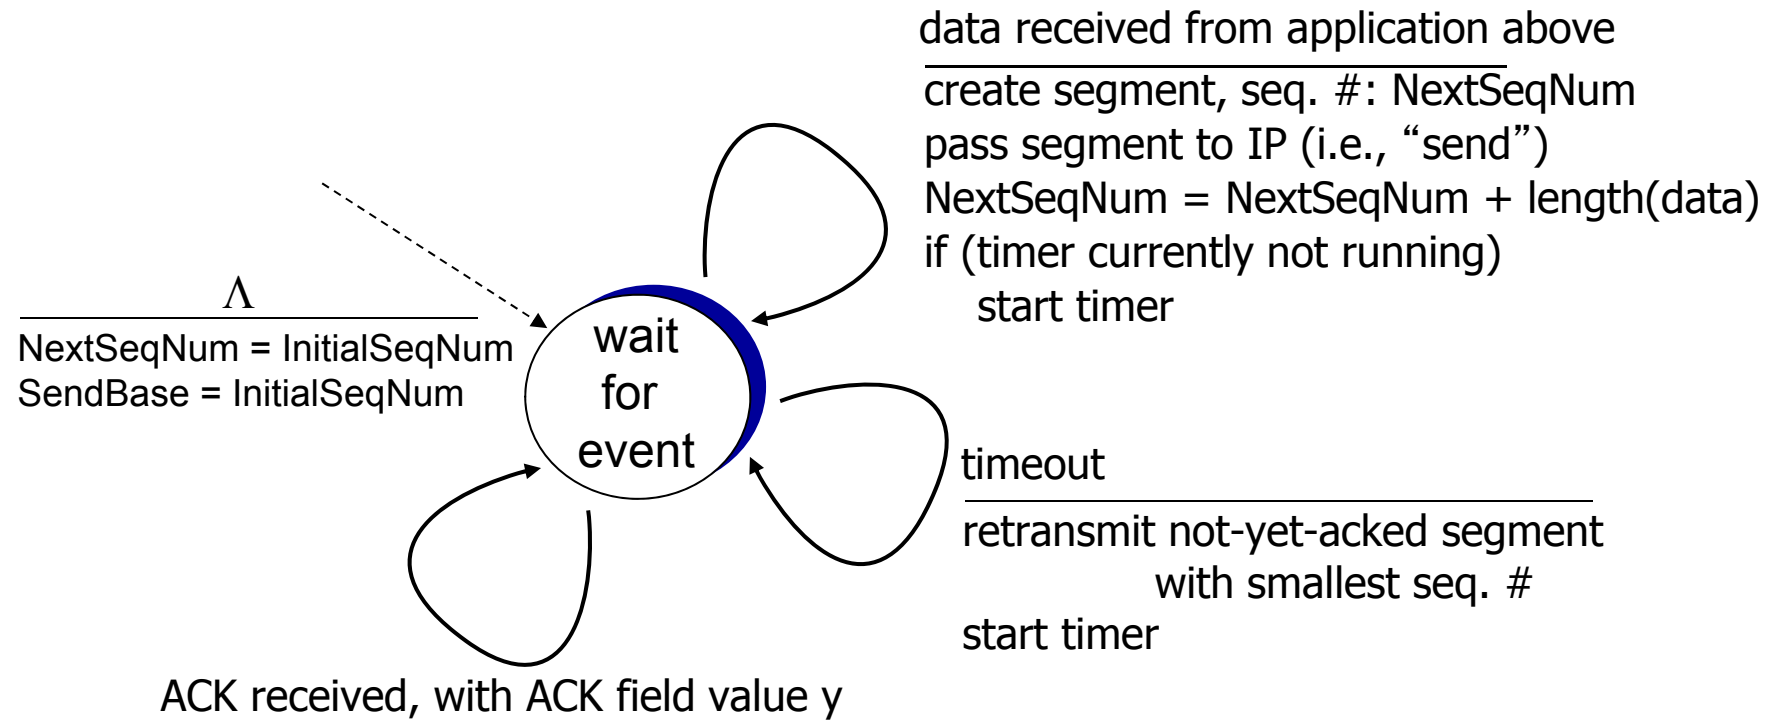 data received from application above
create segment, seq. #: NextSeqNum
pass segment to IP (i.e., “send”)
NextSeqNum = NextSeqNum + length(data)
if (timer currently not running)
start timer
Λ
NextSeqNum = InitialSeqNum
SendBase = InitialSeqNum
wait
for
event
timeout
retransmit not-yet-acked segment
with smallest seq. #
start timer
ACK received, with ACK field value y